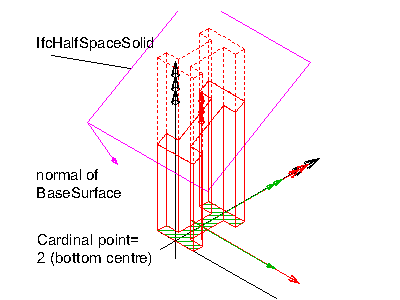 IfcHalfSpaceSolid
normal of
BaseSurface
Cardinal point=
2 (bottom centre)